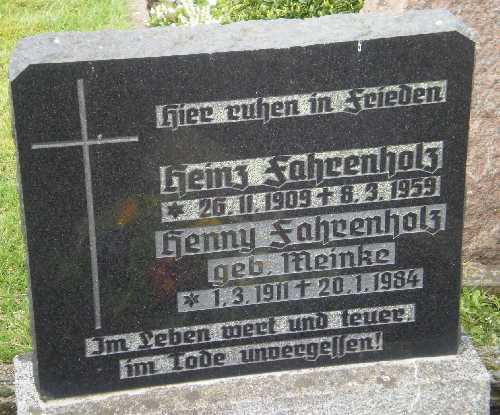 Hier ruhen in Frieden
Heinz Fahrenholz
* 26.11.1909 † 8.3.1959
Henny Fahrenholz
geb. Meinke
* 1.3.1911 † 20.1.1984
Im Leben wert und teuer,
im Tode unvergessen!